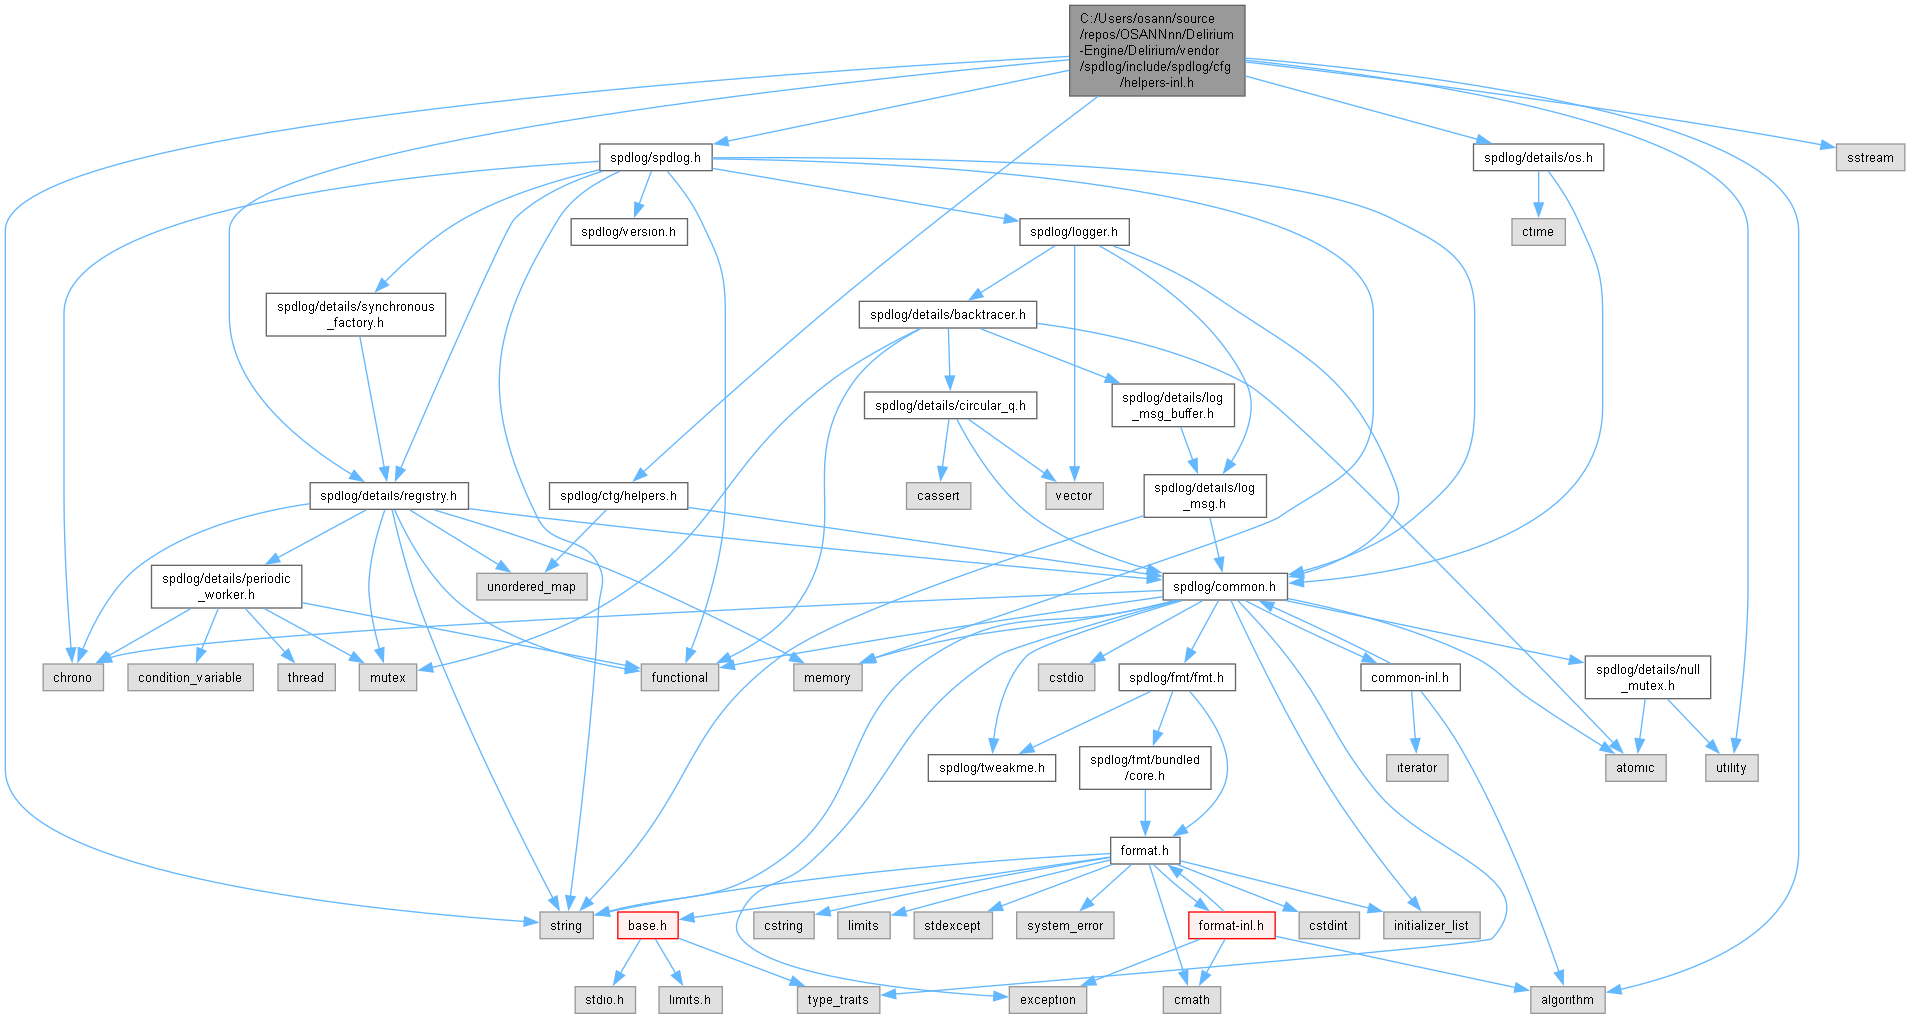 C:/Users/osann/source
/repos/OSANNnn/Delirium
-Engine/Delirium/vendor
/spdlog/include/spdlog/cfg
/helpers-inl.h
spdlog/spdlog.h
spdlog/details/os.h
sstream
spdlog/version.h
spdlog/logger.h
ctime
spdlog/details/synchronous
_factory.h
spdlog/details/backtracer.h
spdlog/details/circular_q.h
spdlog/details/log
_msg_buffer.h
spdlog/details/registry.h
spdlog/cfg/helpers.h
cassert
vector
spdlog/details/log
_msg.h
spdlog/details/periodic
_worker.h
unordered_map
spdlog/common.h
chrono
condition_variable
thread
mutex
functional
memory
cstdio
spdlog/fmt/fmt.h
common-inl.h
spdlog/details/null
_mutex.h
spdlog/tweakme.h
spdlog/fmt/bundled
/core.h
iterator
atomic
utility
format.h
string
base.h
cstring
limits
stdexcept
system_error
format-inl.h
cstdint
initializer_list
stdio.h
limits.h
type_traits
exception
cmath
algorithm